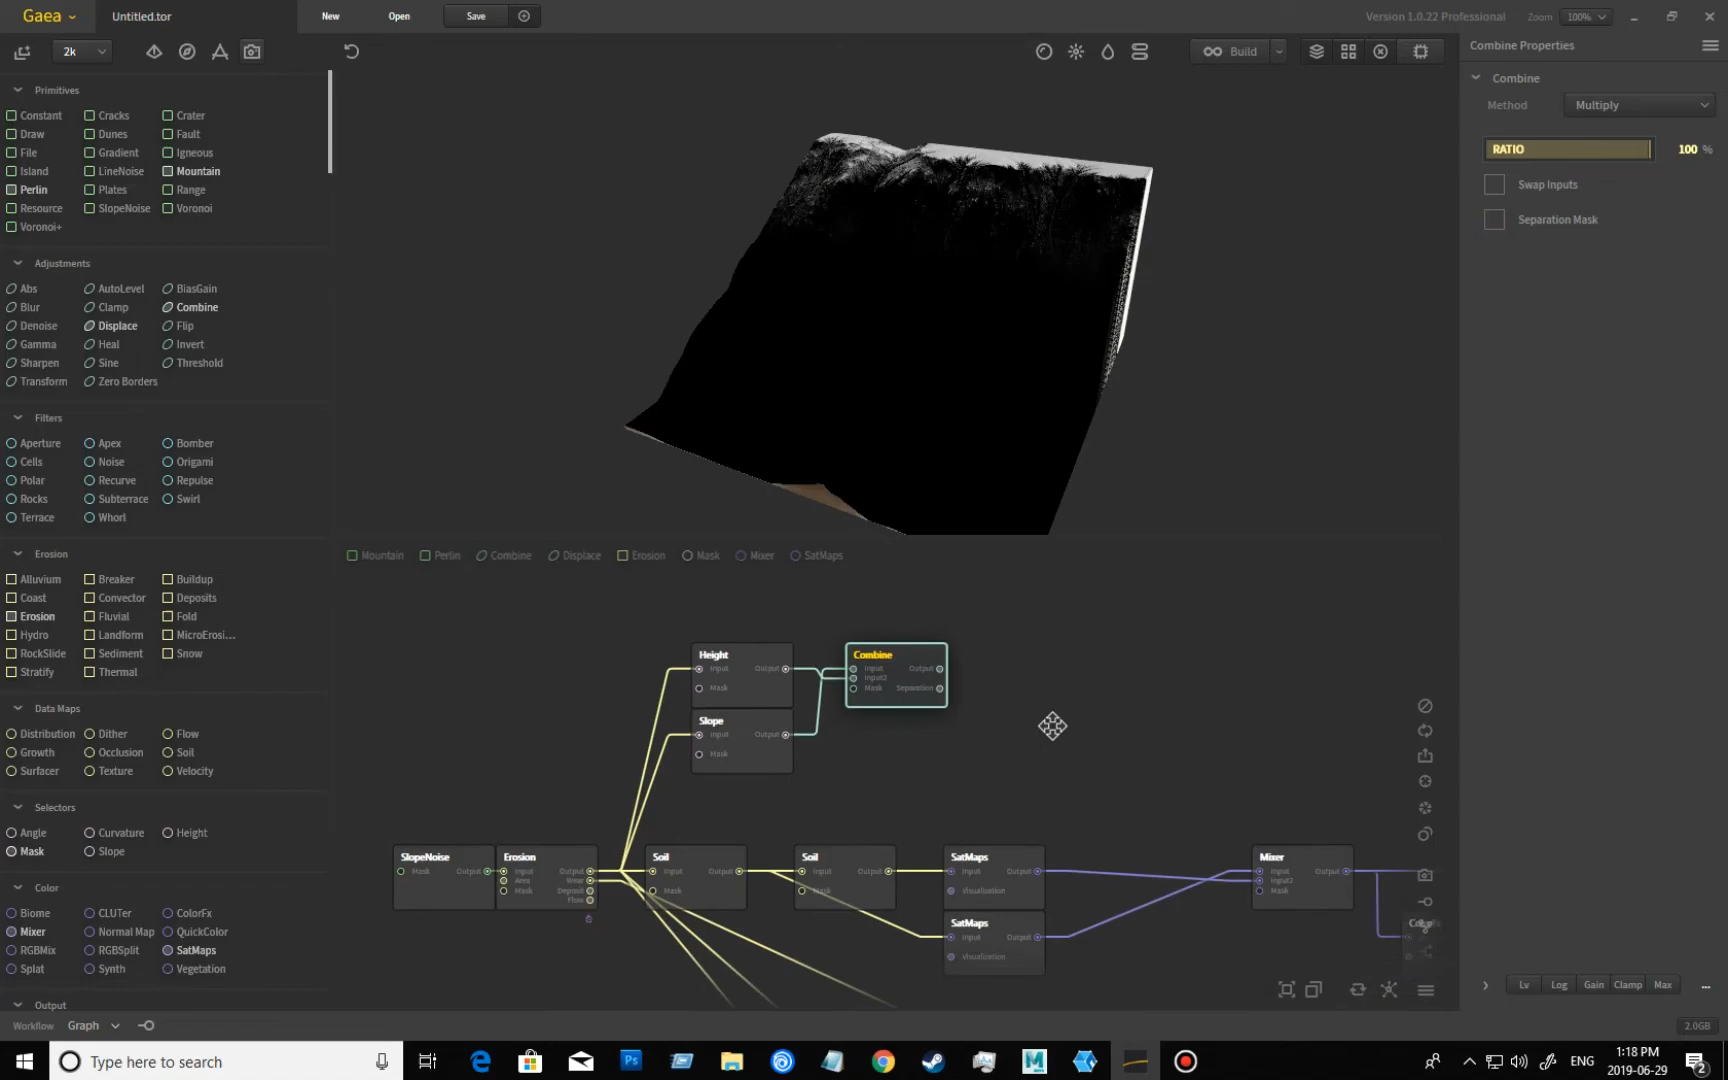 Gaea
Untitled.tor
New
Open
Save
Version 1.0.22 Professional
Zoom
100%
2k
Build
Combine Properties
Combine
Method
Multiply
RATIO
100 %
Swap Inputs
Separation Mask
Primitives
Constant Cracks Crater
Draw Dunes Fault
File Gradient Igneous
Island LineNoise Mountain
Perlin Plates Range
Resource SlopeNoise Voronoi
Voronoi+
Adjustments
Abs AutoLevel BiasGain
Blur Clamp Combine
Denoise Displace Flip
Gamma Heal Invert
Sharpen Sine Threshold
Transform Zero Borders
Filters
Aperture Apex Bomber
Cells Noise Origami
Polar Recurve Repulse
Rocks Subterrace Swirl
Terrace Whorl
Erosion
Alluvium Breaker Buildup
Coast Convector Deposits
Erosion Fluvial Fold
Hydro Landform MicroErosi...
RockSlide Sediment Snow
Stratify Thermal
Data Maps
Distribution Dither Flow
Growth Occlusion Soil
Surfacer Texture Velocity
Selectors
Angle Curvature Height
Mask Slope
Color
Biome CLUTer ColorFx
Mixer Normal Map QuickColor
RGBMix RGBSplit SatMaps
Splat Synth Vegetation
Output
Mountain Perlin Combine Displace Erosion Mask Mixer SatMaps
Height
Input Output
Mask
Slope
Input Output
Mask
Combine
Input Output
Input2
Mask Separation
SlopeNoise
Mask Output
Erosion
Input Output
Area Wear
Mask Deposit
Flow
Soil
Input Output
Mask
Soil
Input Output
Mask
SatMaps
Input Output
Visualization
SatMaps
Input Output
Visualization
Mixer
Input Output
Input2
Mask
Lv Log Gain Clamp Max ...
Workflow Graph
2.0GB
Type here to search
Ps
M
ENG
1:18 PM
2019-06-29
2